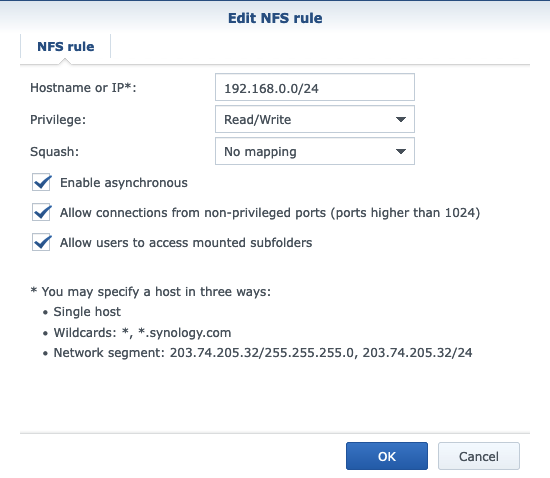 Edit NFS rule
NFS rule
Hostname or IP*: 192.168.0.0/24
Privilege: Read/Write
Squash: No mapping
Enable asynchronous
Allow connections from non-privileged ports (ports higher than 1024)
Allow users to access mounted subfolders
* You may specify a host in three ways:
• Single host
• Wildcards: *, *.synology.com
• Network segment: 203.74.205.32/255.255.255.0, 203.74.205.32/24
OK Cancel